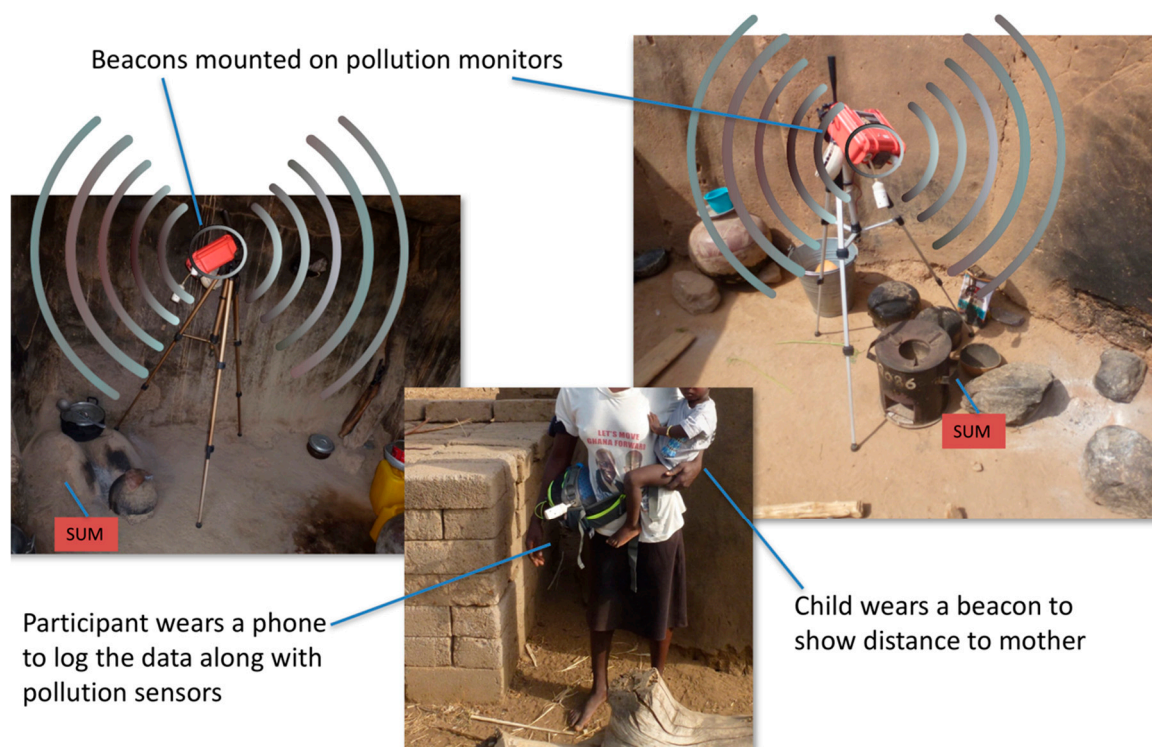 Beacons mounted on pollution monitors
SUM
SUM
LET'S MOVE
GHANA FORWARD
Participant wears a phone
to log the data along with
pollution sensors
Child wears a beacon to
show distance to mother